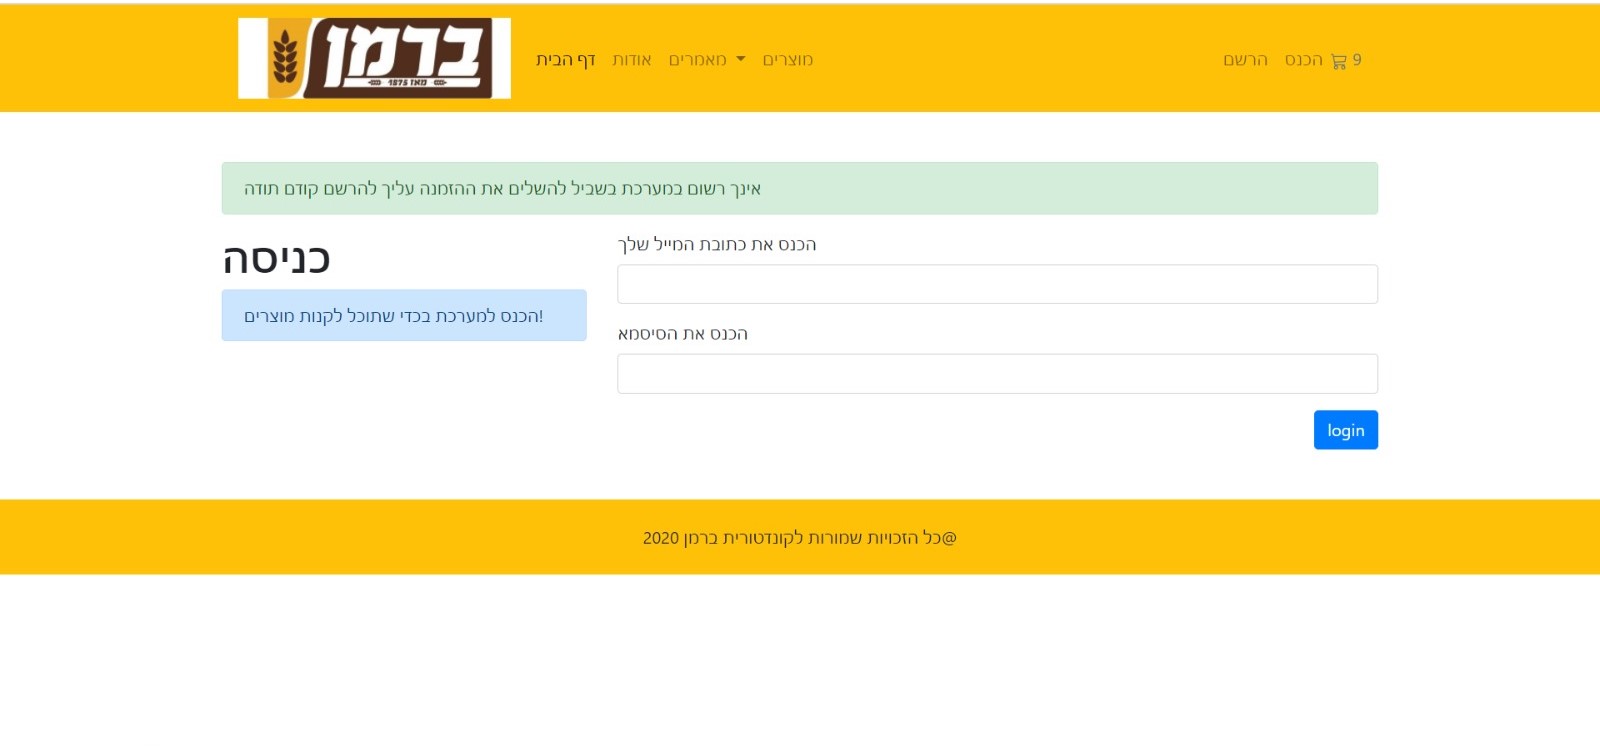 ברמן
מאז 1875
דף הבית
אודות
מאמרים
מוצרים
הרשם
הכנס
9
אינך רשום במערכת בשביל להשלים את ההזמנה עליך להרשם קודם תודה
כניסה
הכנס למערכת בכדי שתוכל לקנות מוצרים!
הכנס את כתובת המייל שלך
הכנס את הסיסמא
login
@כל הזכויות שמורות לקונדטורית ברמן 2020